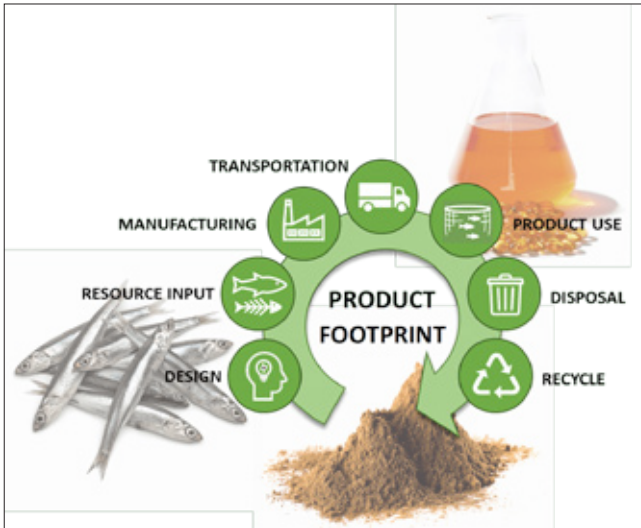 TRANSPORTATION
MANUFACTURING
PRODUCT USE
RESOURCE INPUT
PRODUCT
FOOTPRINT
DISPOSAL
DESIGN
RECYCLE